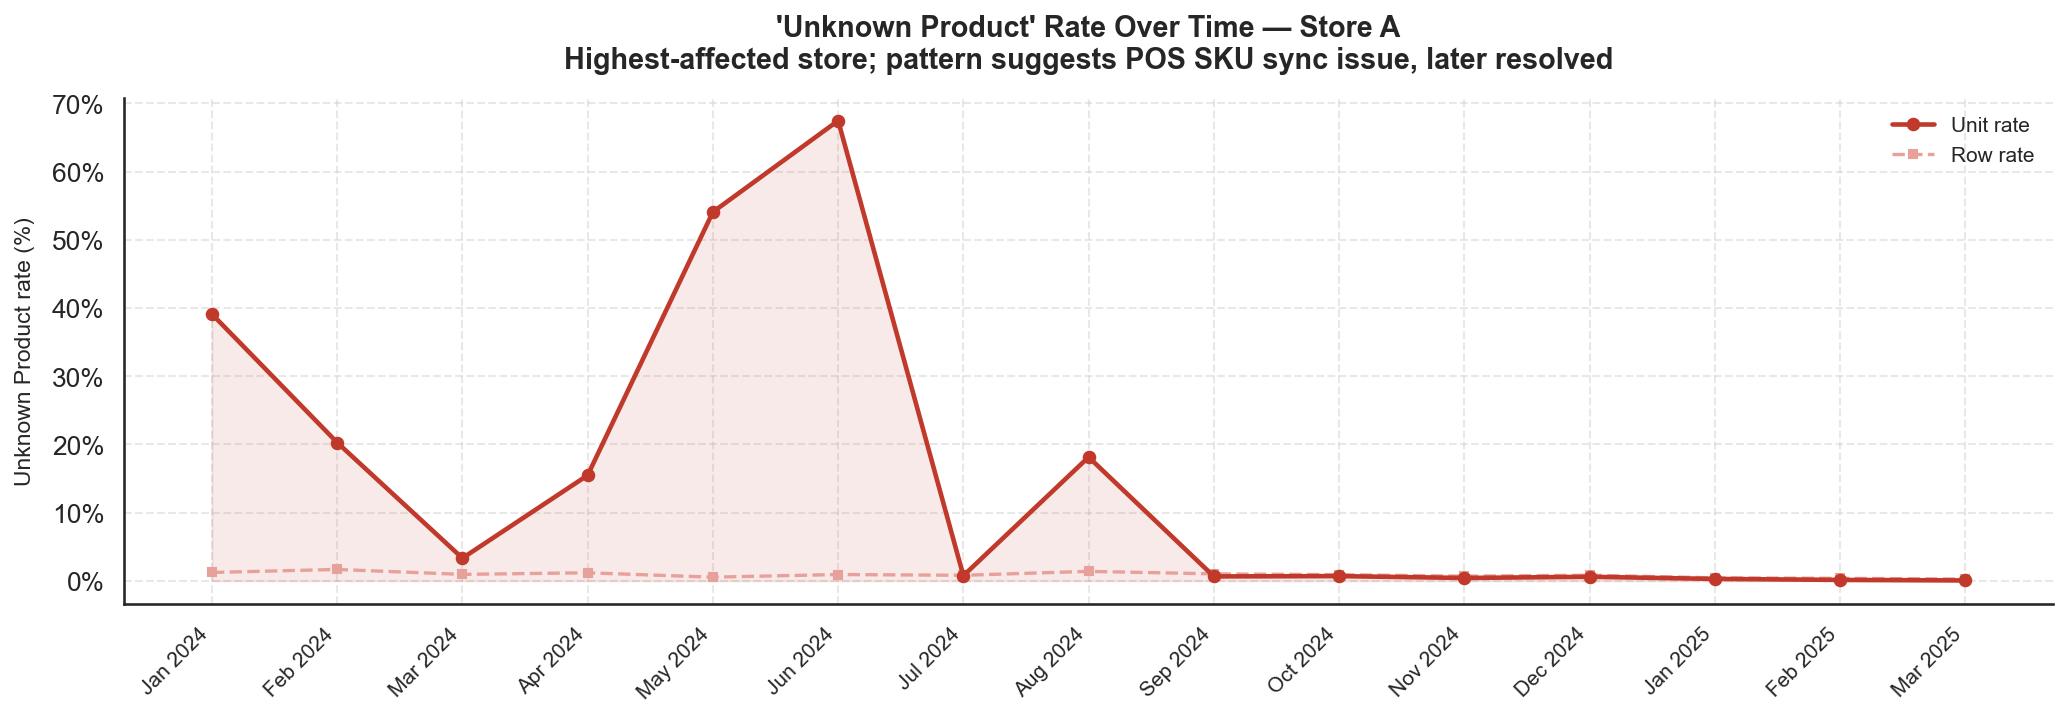 'Unknown Product' Rate Over Time — Store A
Highest-affected store; pattern suggests POS SKU sync issue, later resolved
Unit rate
Row rate
Unknown Product rate (%)
70%
60%
50%
40%
30%
20%
10%
0%
Jan 2024
Feb 2024
Mar 2024
Apr 2024
May 2024
Jun 2024
Jul 2024
Aug 2024
Sep 2024
Oct 2024
Nov 2024
Dec 2024
Jan 2025
Feb 2025
Mar 2025